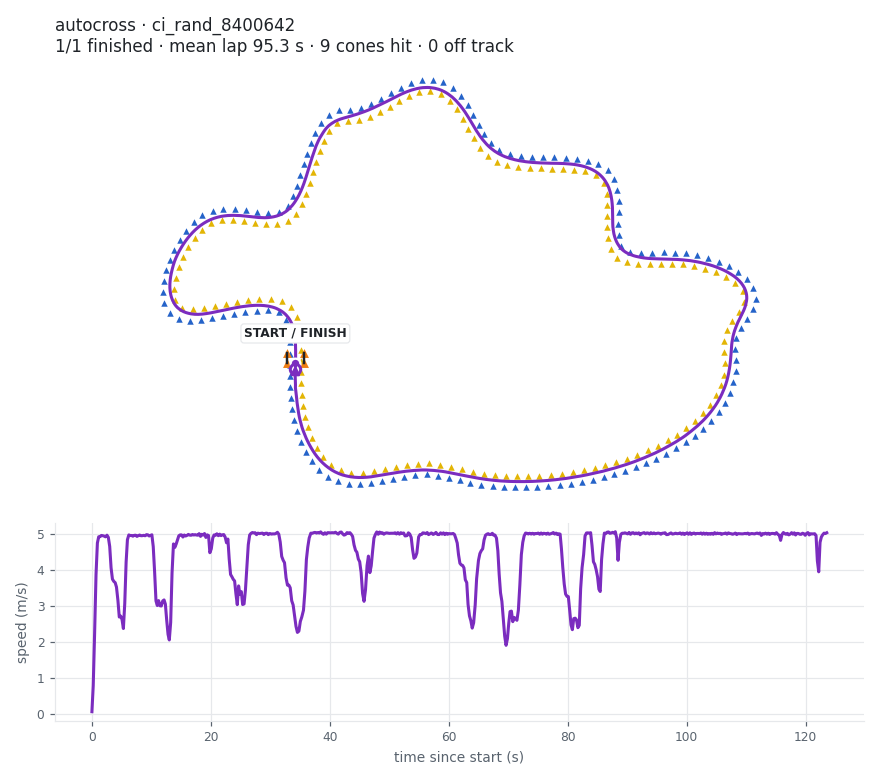 autocross · ci_rand_8400642
1/1 finished · mean lap 95.3 s · 9 cones hit · 0 off track
START / FINISH
5
4
3
2
1
0
speed (m/s)
0 20 40 60 80 100 120
time since start (s)